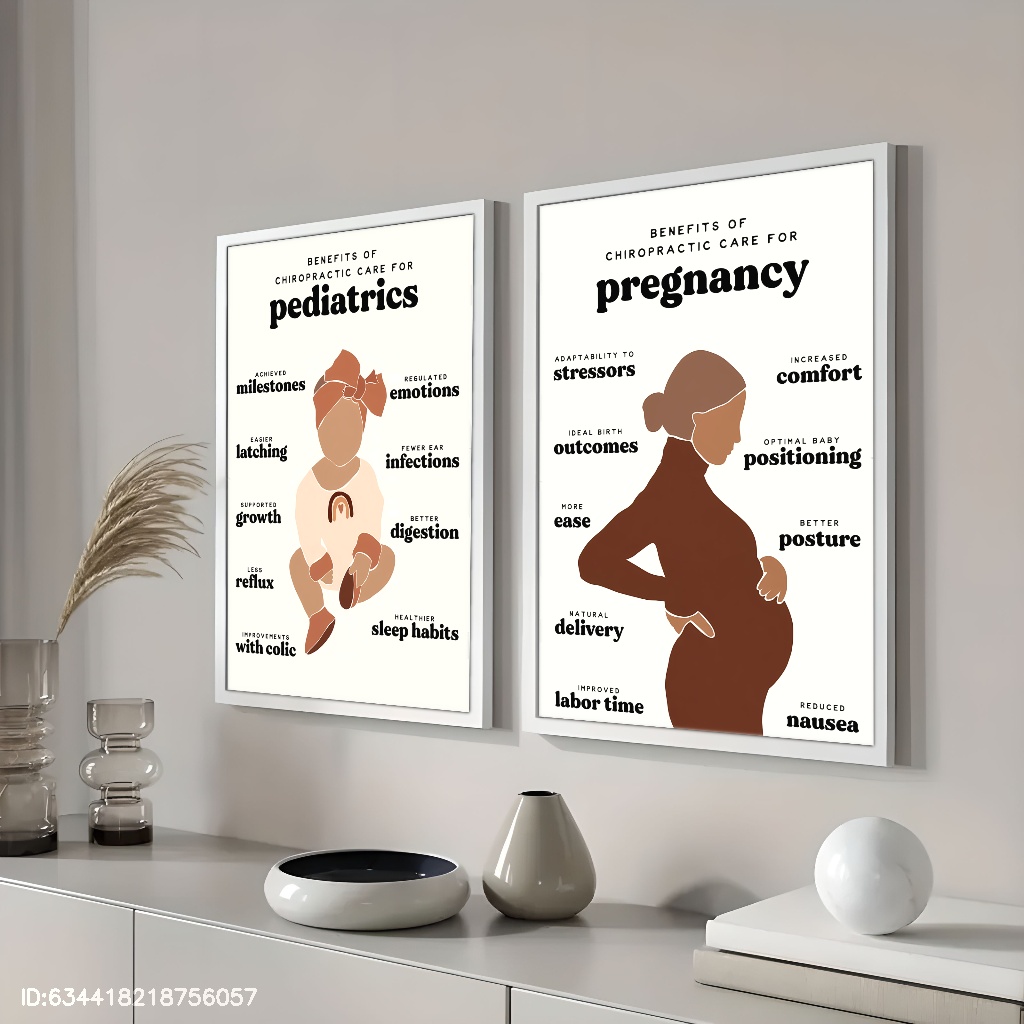 BENEFITS OF
CHIROPRACTIC CARE FOR
pediatrics
ACHIEVED
milestones
REGULATED
emotions
EASIER
latching
FEWER EAR
infections
SUPPORTED
growth
BETTER
digestion
LESS
reflux
HEALTHIER
sleep habits
IMPROVEMENTS
with colic
BENEFITS OF
CHIROPRACTIC CARE FOR
pregnancy
ADAPTABILITY TO
stressors
INCREASED
comfort
IDEAL BIRTH
outcomes
OPTIMAL BABY
positioning
MORE
ease
BETTER
posture
NATURAL
delivery
IMPROVED
labor time
REDUCED
nausea
ID:634418218756057